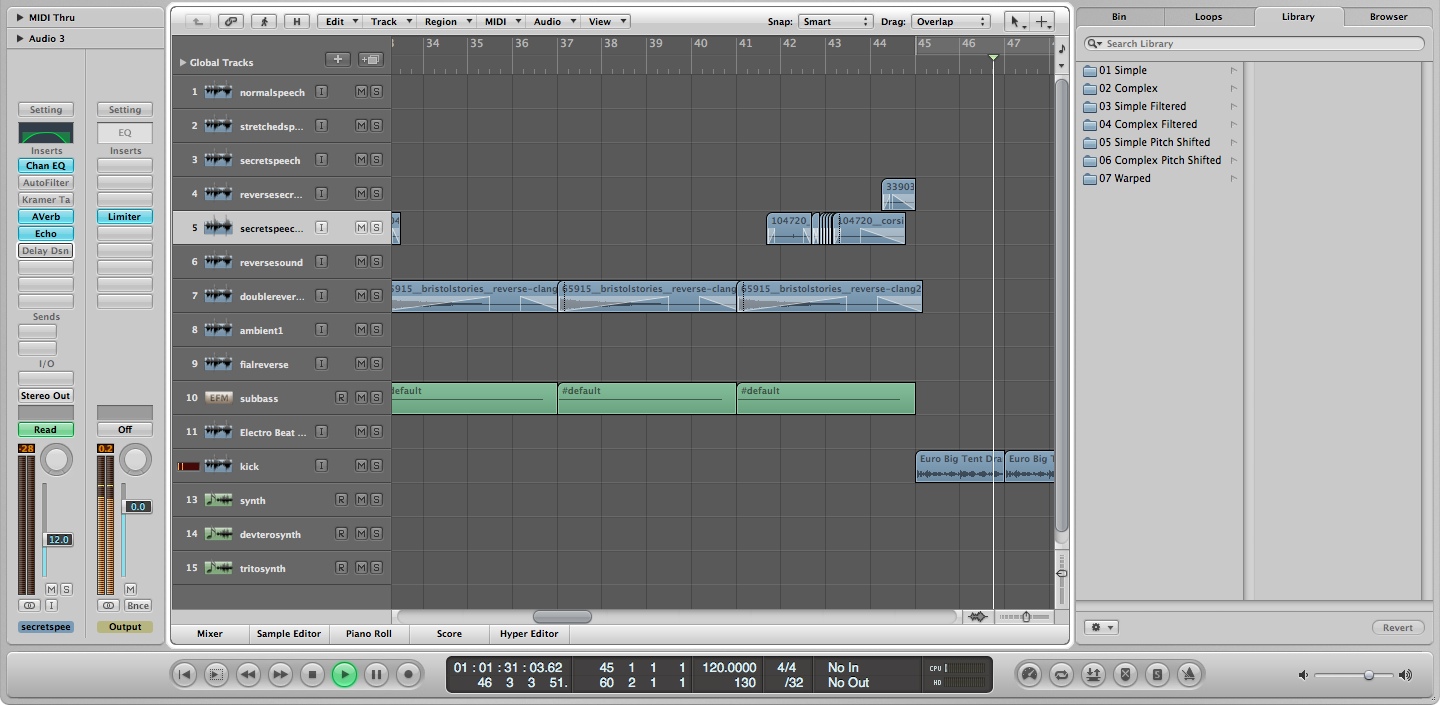 MIDI Thru
Audio 3
Setting Setting
EQ
Inserts Inserts
Chan EQ
AutoFilter
Kramer Ta
AVerb Limiter
Echo
Delay Dsn
Sends
I/O
Stereo Out
Read Off
-28 0.2
0.0
12.0
M S M
I Bnce
secretspee Output
H Edit Track Region MIDI Audio View Snap: Smart Drag: Overlap
34 35 36 37 38 39 40 41 42 43 44 45 46 47
Global Tracks
1 normalspeech I M S
2 stretchedsp... I M S
3 secretspeech I M S
4 reversesecr... I M S 33903
5 secretspeec... I M S 104720_ 104720__corsi
6 reversesound I M S
7 doublerever... I M S 5915__bristolstories__reverse-clang 65915__bristolstories__reverse-clang 65915__bristolstories__reverse-clang2
8 ambient1 I M S
9 fialreverse I M S
10 EFM subbass R M S default #default #default
11 Electro Beat ... I M S
kick I M S Euro Big Tent Dra Euro Big T
13 synth R M S
14 devterosynth R M S
15 tritosynth R M S
Mixer Sample Editor Piano Roll Score Hyper Editor
Bin Loops Library Browser
Search Library
01 Simple
02 Complex
03 Simple Filtered
04 Complex Filtered
05 Simple Pitch Shifted
06 Complex Pitch Shifted
07 Warped
Revert
01 : 01 : 31 : 03.62 45 1 1 1 120.0000 4/4 No In CPU
46 3 3 51. 60 2 1 1 130 /32 No Out HD
S